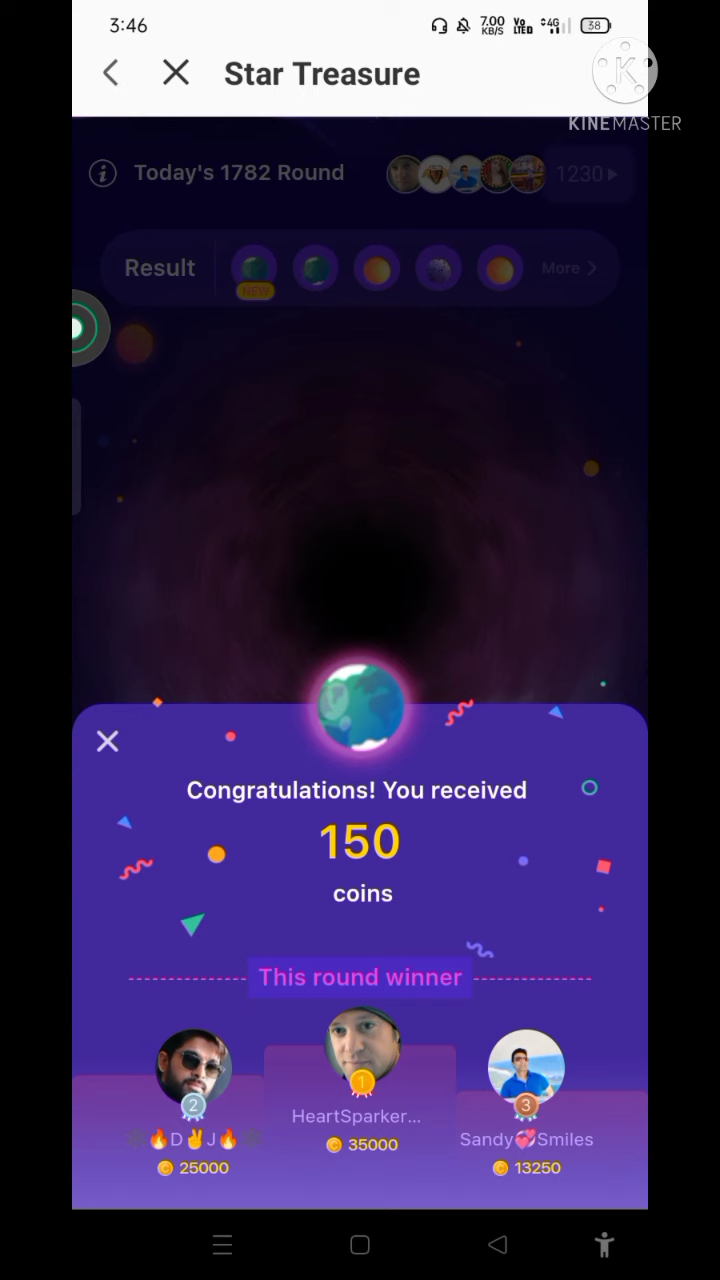 3:46
7.00 KB/S
Vo LTE
4G
38
Star Treasure
KINEMASTER
Today's 1782 Round
1230
Result
More
NEW
Congratulations! You received
150
coins
This round winner
2
1
3
HeartSparker...
🔥D✌J🔥
Sandy💞Smiles
35000
25000
13250